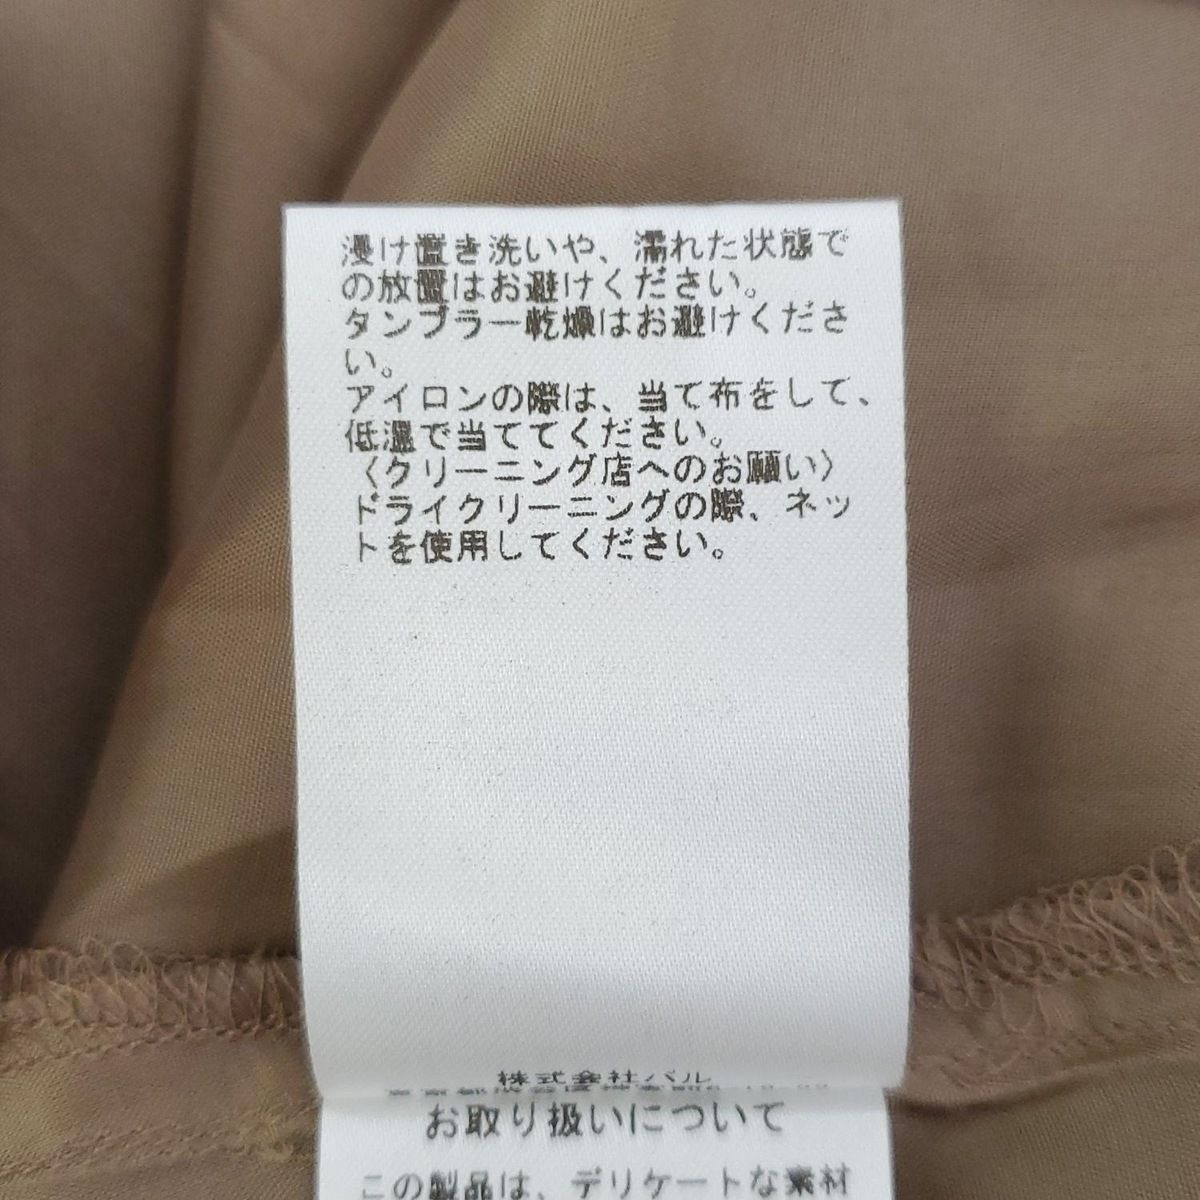 浸け置き洗いや、濡れた状態で
の放置はお避けください。
タンブラー乾燥はお避けくださ
い。
アイロンの際は、当て布をして、
低温で当ててください。
〈クリーニング店へのお願い〉
ドライクリーニングの際、ネッ
トを使用してください。
株式会社パル
お取り扱いについて
この製品は、デリケートな素材